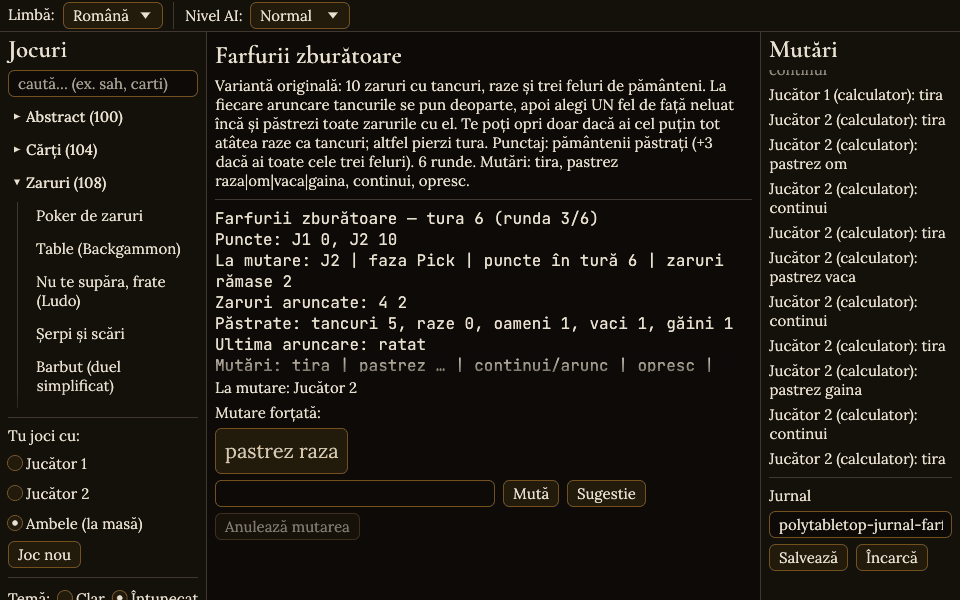 Limbă: Română ▼ Nivel AI: Normal ▼
Jocuri
caută... (ex. sah, carti)
▸ Abstract (100)
▸ Cărți (104)
▾ Zaruri (108)
Poker de zaruri
Table (Backgammon)
Nu te supăra, frate
(Ludo)
Șerpi și scări
Barbut (duel
simplificat)
Tu joci cu:
Jucător 1
Jucător 2
Ambele (la masă)
Joc nou
Temă: Clar Întunecat
Farfurii zburătoare
Variantă originală: 10 zaruri cu tancuri, raze și trei feluri de pământeni. La
fiecare aruncare tancurile se pun deoparte, apoi alegi UN fel de față neluat
încă și păstrezi toate zarurile cu el. Te poți opri doar dacă ai cel puțin tot
atâtea raze ca tancuri; altfel pierzi tura. Punctaj: pământenii păstrați (+3
dacă ai toate cele trei feluri). 6 runde. Mutări: tira, pastrez
raza|om|vaca|gaina, continui, opresc.
Farfurii zburătoare — tura 6 (runda 3/6)
Puncte: J1 0, J2 10
La mutare: J2 | faza Pick | puncte în tură 6 | zaruri
rămase 2
Zaruri aruncate: 4 2
Păstrate: tancuri 5, raze 0, oameni 1, vaci 1, găini 1
Ultima aruncare: ratat
Mutări: tira | pastrez … | continui/arunc | opresc |
La mutare: Jucător 2
Mutare forțată:
pastrez raza
Mută Sugestie
Anulează mutarea
Mutări
continui
Jucător 1 (calculator): tira
Jucător 2 (calculator): tira
Jucător 2 (calculator):
pastrez om
Jucător 2 (calculator):
continui
Jucător 2 (calculator): tira
Jucător 2 (calculator):
pastrez vaca
Jucător 2 (calculator):
continui
Jucător 2 (calculator): tira
Jucător 2 (calculator):
pastrez gaina
Jucător 2 (calculator):
continui
Jucător 2 (calculator): tira
Jurnal
polytabletop-jurnal-farf
Salvează Încarcă